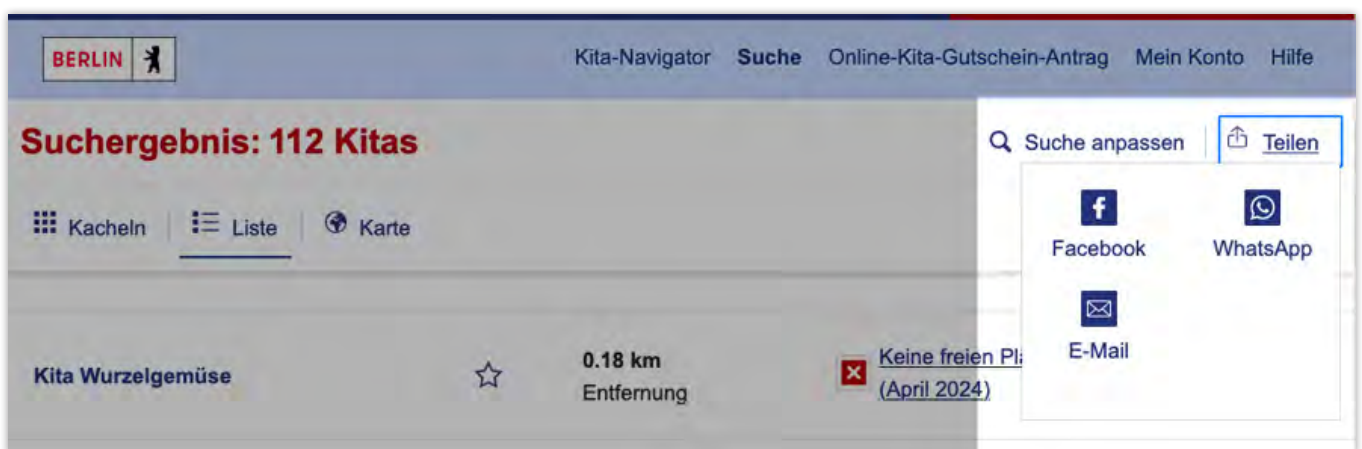 BERLIN
Kita-Navigator Suche Online-Kita-Gutschein-Antrag Mein Konto Hilfe
Suchergebnis: 112 Kitas
Suche anpassen Teilen
Kacheln Liste Karte
Facebook WhatsApp
E-Mail
Kita Wurzelgemüse
0.18 km
Entfernung
Keine freien
(April 2024)